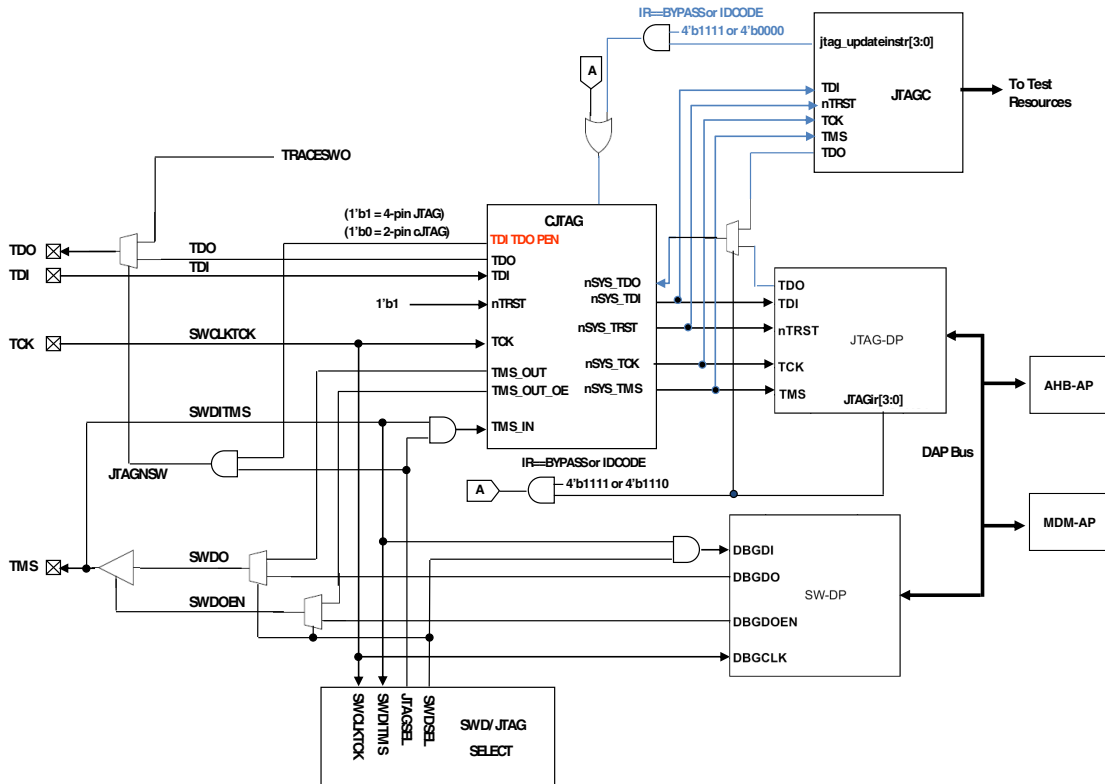 IR==BYPASS or IDCODE
4'b1111 or 4'b0000
jtag_updateinstr[3:0]
A
TDI
nTRST
TCK
TMS
TDO
JTAGC
To Test
Resources
TRACESWO
(1'b1 = 4-pin JTAG)
(1'b0 = 2-pin cJTAG)
CJTAG
TDI TDO PEN
TDO
TDO
TDO
TDI
TDI
TDI
nSYS_TDO
nSYS_TDI
TDO
TDI
1'b1
nTRST
nSYS_TRST
nTRST
JTAG-DP
TCK
SWCLKTCK
TCK
nSYS_TCK
TCK
TMS_OUT
TMS_OUT_OE
nSYS_TMS
TMS
JTAGir[3:0]
AHB-AP
SWDITMS
TMS_IN
DAP Bus
JTAGNSW
IR==BYPASS or IDCODE
4'b1111 or 4'b1110
A
MDM-AP
TMS
SWDO
DBGDI
DBGDO
SW-DP
SWDOEN
DBGDOEN
DBGCLK
SWCLKTCK
SWDITMS
JTAGSEL
SWDSEL
SWD/JTAG
SELECT